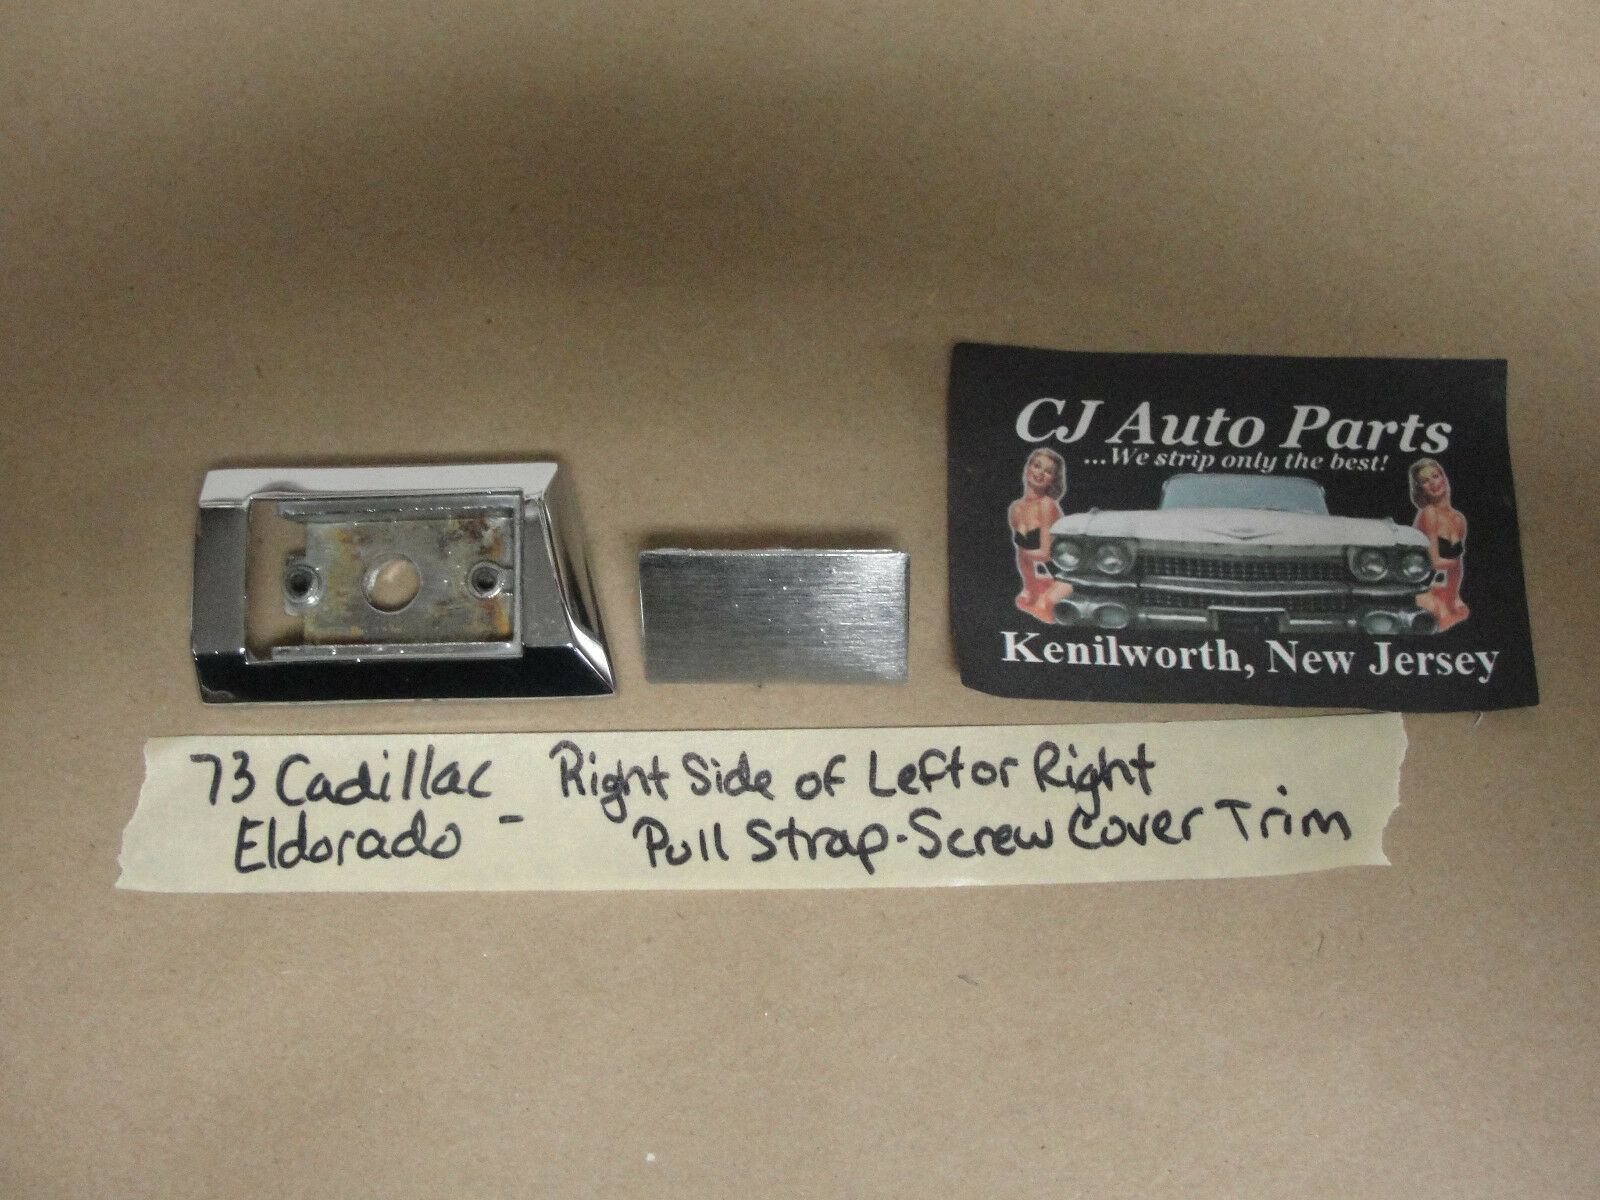 CJ Auto Parts
...We strip only the best!
Kenilworth, New Jersey
73 Cadillac Right Side of Left or Right
Eldorado - Pull Strap-Screw Cover Trim